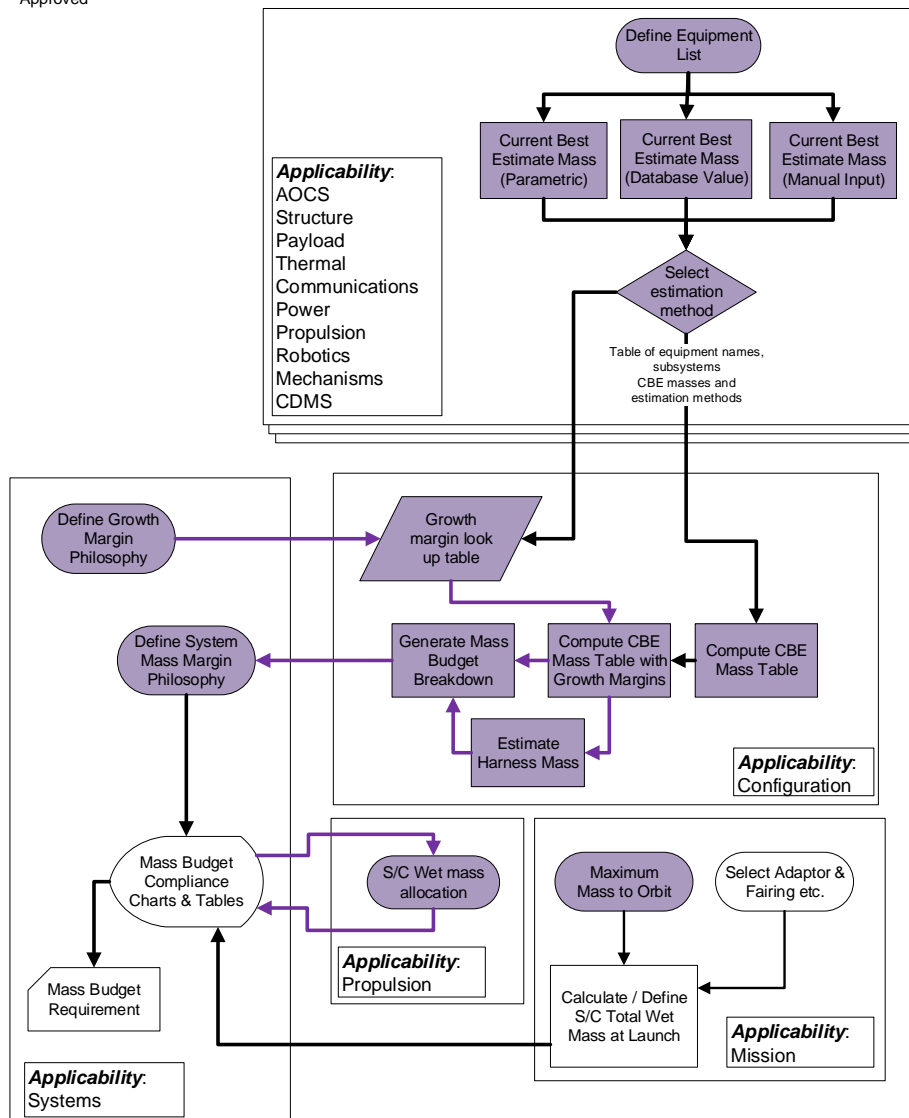 Approved
Define Equipment
List
Current Best
Estimate Mass
(Parametric)
Current Best
Estimate Mass
(Database Value)
Current Best
Estimate Mass
(Manual Input)
Applicability:
AOCS
Structure
Payload
Thermal
Communications
Power
Propulsion
Robotics
Mechanisms
CDMS
Select
estimation
method
Table of equipment names,
subsystems
CBE masses and
estimation methods
Define Growth
Margin
Philosophy
Growth
margin look
up table
Define System
Mass Margin
Philosophy
Generate Mass
Budget
Breakdown
Compute CBE
Mass Table with
Growth Margins
Compute CBE
Mass Table
Estimate
Harness Mass
Applicability:
Configuration
Mass Budget
Compliance
Charts & Tables
S/C Wet mass
allocation
Maximum
Mass to Orbit
Select Adaptor &
Fairing etc.
Applicability:
Propulsion
Mass Budget
Requirement
Calculate / Define
S/C Total Wet
Mass at Launch
Applicability:
Mission
Applicability:
Systems